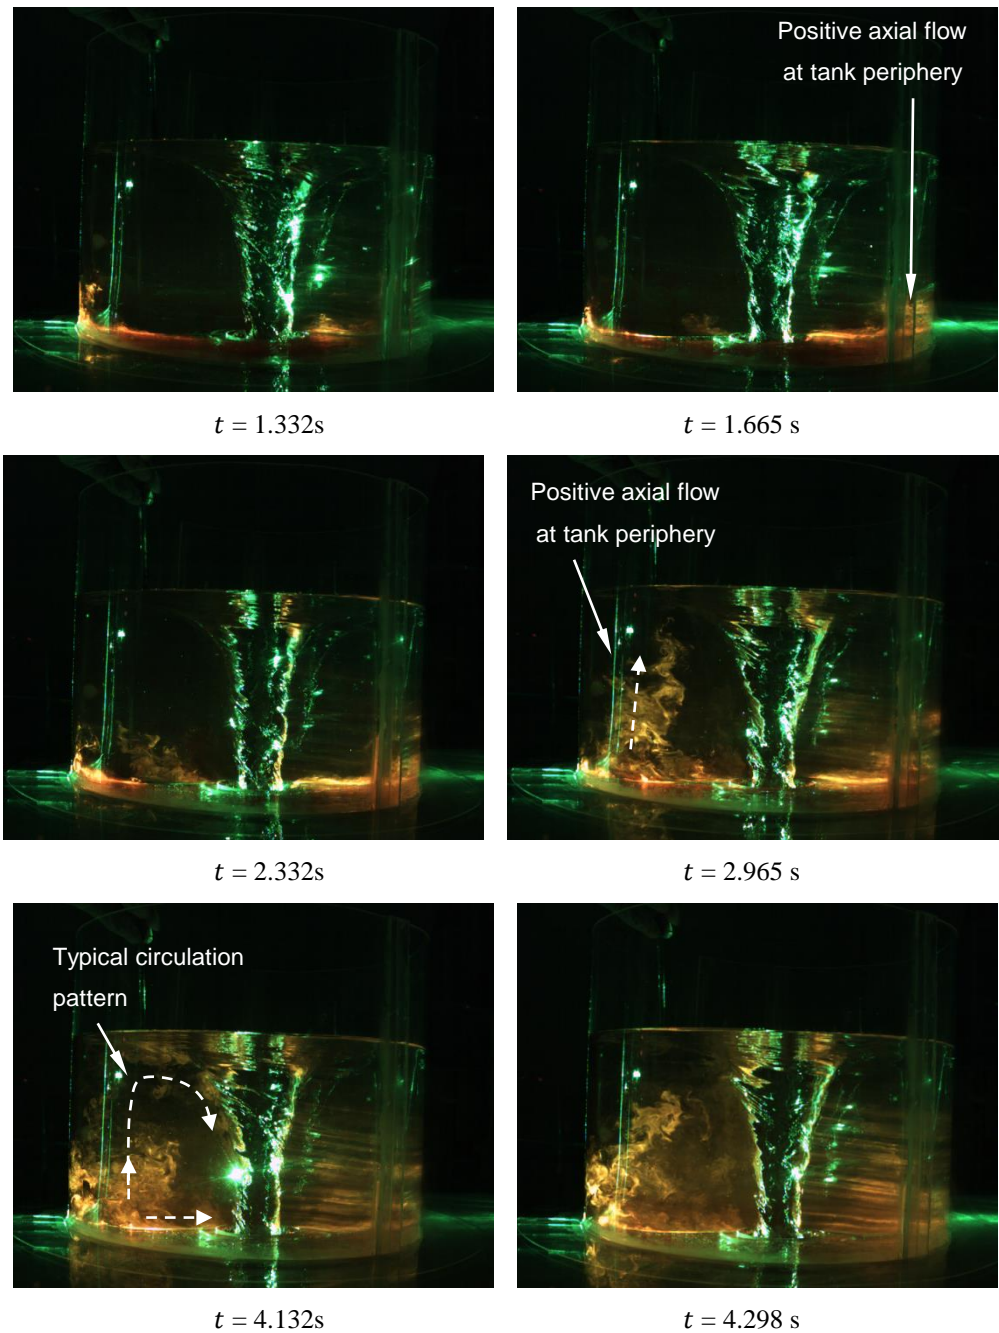 Positive axial flow
at tank periphery
t = 1.332s
t = 1.665 s
Positive axial flow
at tank periphery
t = 2.332s
t = 2.965 s
Typical circulation
pattern
t = 4.132s
t = 4.298 s